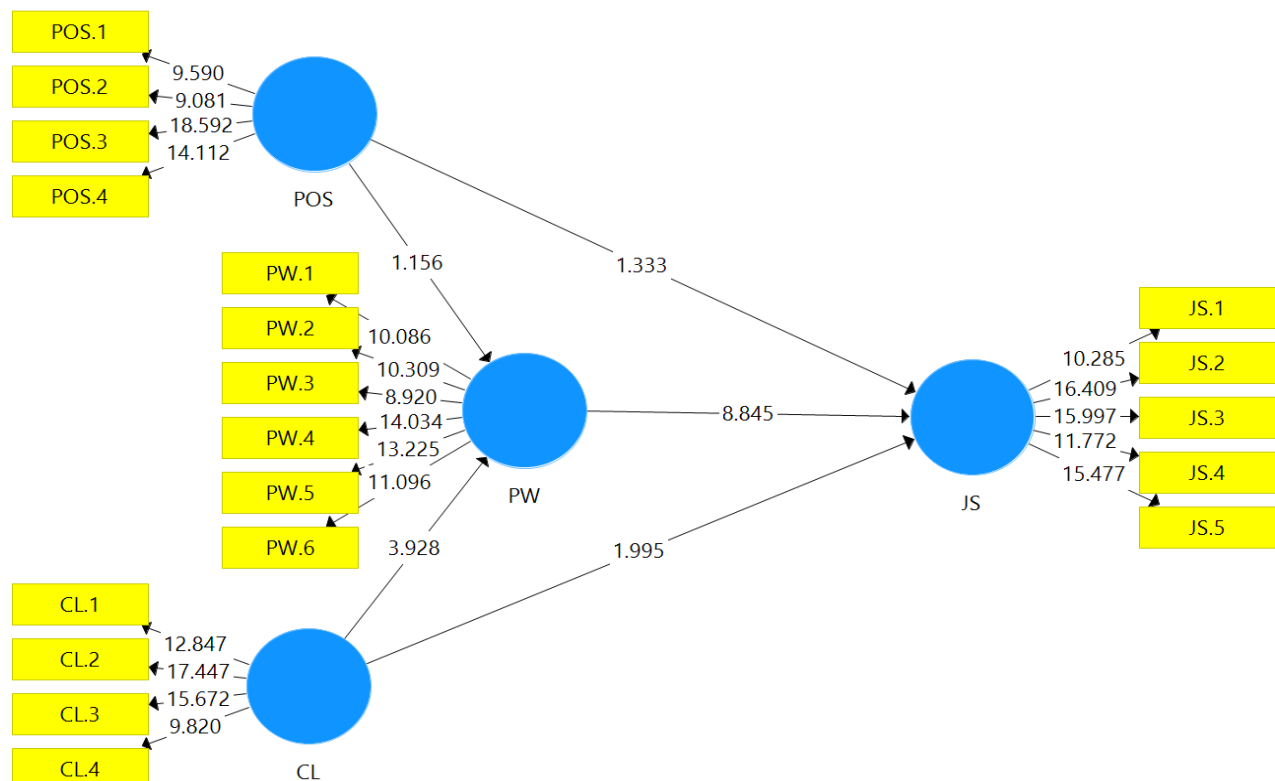 POS.1
POS.2
POS.3
POS.4
9.590
9.081
18.592
14.112
POS
1.156
1.333
PW.1
PW.2
PW.3
PW.4
PW.5
PW.6
10.086
10.309
8.920
14.034
13.225
11.096
PW
8.845
3.928
1.995
JS.1
JS.2
JS.3
JS.4
JS.5
10.285
16.409
15.997
11.772
15.477
JS
CL.1
CL.2
CL.3
CL.4
12.847
17.447
15.672
9.820
CL